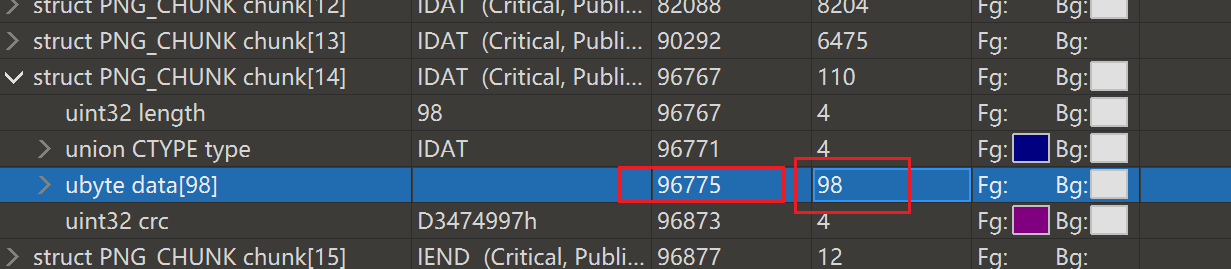 struct PNG_CHUNK chunk[12] IDAT (Critical, Publi... 82088 8204 Fg: Bg:
struct PNG_CHUNK chunk[13] IDAT (Critical, Publi... 90292 6475 Fg: Bg:
struct PNG_CHUNK chunk[14] IDAT (Critical, Publi... 96767 110 Fg: Bg:
uint32 length 98 96767 4 Fg: Bg:
union CTYPE type IDAT 96771 4 Fg: Bg:
ubyte data[98] 96775 98 Fg: Bg:
uint32 crc D3474997h 96873 4 Fg: Bg:
struct PNG_CHUNK chunk[15] IEND (Critical, Publi... 96877 12 Fg: Bg: